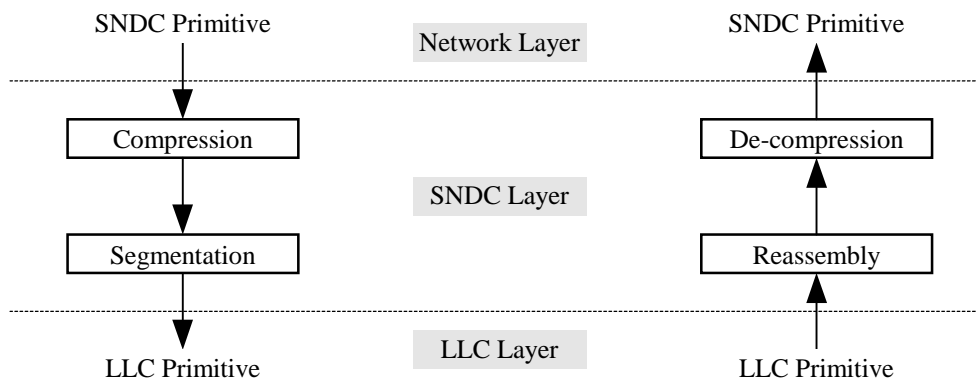 SNDC Primitive
Network Layer
SNDC Primitive
Compression
De-compression
SNDC Layer
Segmentation
Reassembly
LLC Layer
LLC Primitive
LLC Primitive